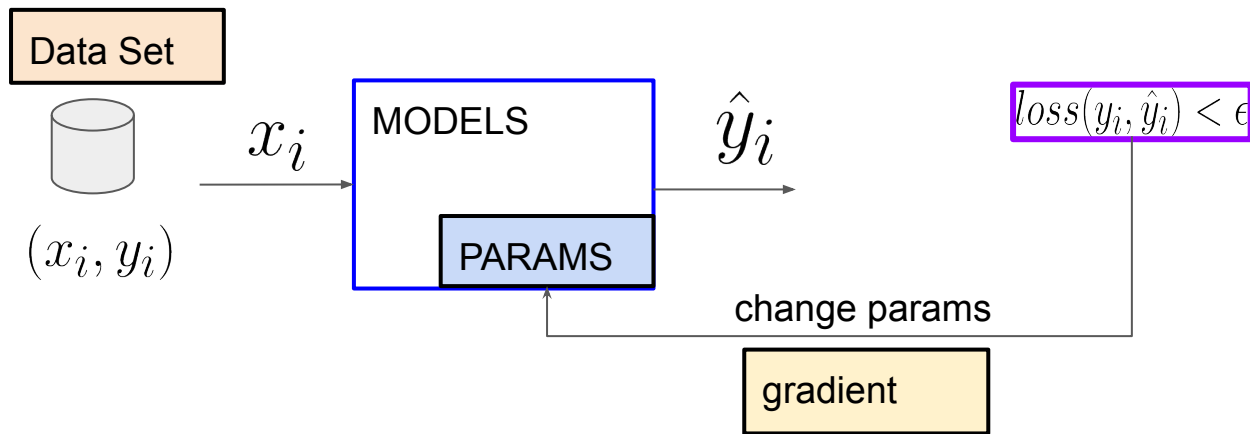 Data Set
x_i
MODELS
ŷ_i
loss(y_i, ŷ_i) < ϵ
(x_i, y_i)
PARAMS
change params
gradient